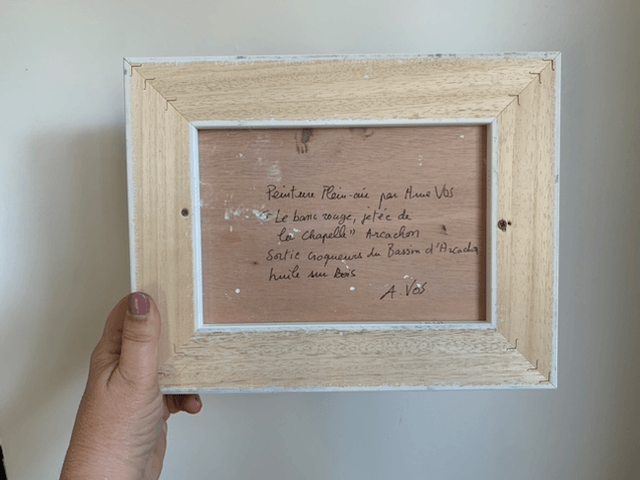 Peinture Plein-air par Anne Vos
"Le banc rouge, jetée de
la Chapelle" Arcachon
Sortie croqueurs du Bassin d'Arcachon
huile sur Bois
A. Vos